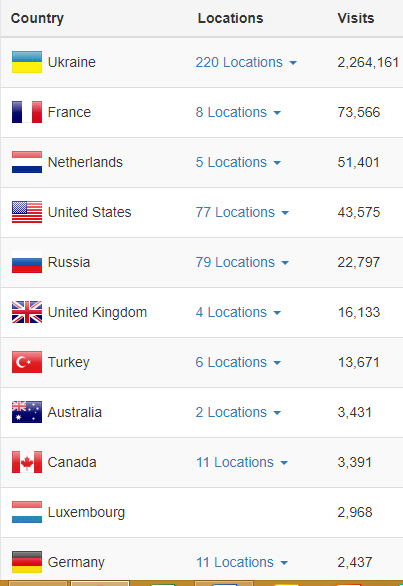 Country Locations Visits
Ukraine 220 Locations 2,264,161
France 8 Locations 73,566
Netherlands 5 Locations 51,401
United States 77 Locations 43,575
Russia 79 Locations 22,797
United Kingdom 4 Locations 16,133
Turkey 6 Locations 13,671
Australia 2 Locations 3,431
Canada 11 Locations 3,391
Luxembourg 2,968
Germany 11 Locations 2,437